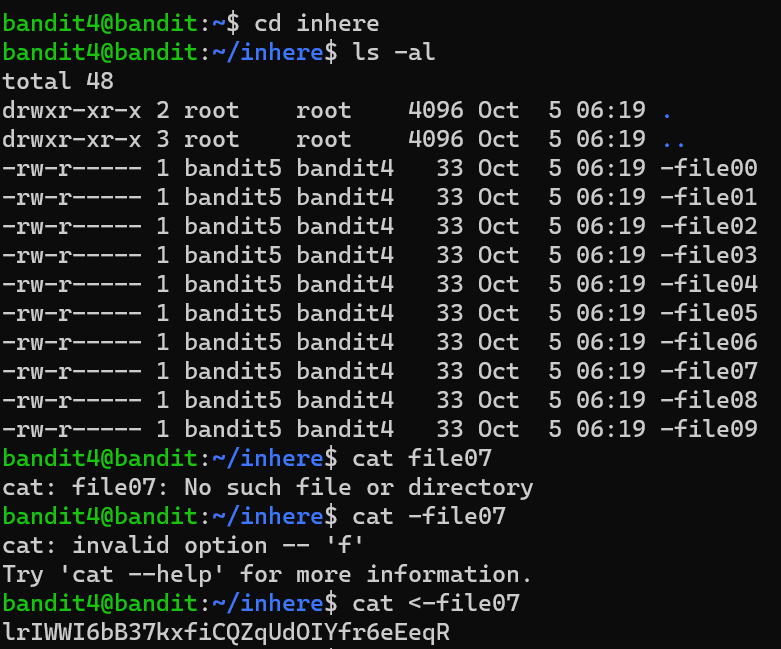 bandit4@bandit:~$ cd inhere
bandit4@bandit:~/inhere$ ls -al
total 48
drwxr-xr-x 2 root    root    4096 Oct  5 06:19 .
drwxr-xr-x 3 root    root    4096 Oct  5 06:19 ..
-rw-r----- 1 bandit5 bandit4   33 Oct  5 06:19 -file00
-rw-r----- 1 bandit5 bandit4   33 Oct  5 06:19 -file01
-rw-r----- 1 bandit5 bandit4   33 Oct  5 06:19 -file02
-rw-r----- 1 bandit5 bandit4   33 Oct  5 06:19 -file03
-rw-r----- 1 bandit5 bandit4   33 Oct  5 06:19 -file04
-rw-r----- 1 bandit5 bandit4   33 Oct  5 06:19 -file05
-rw-r----- 1 bandit5 bandit4   33 Oct  5 06:19 -file06
-rw-r----- 1 bandit5 bandit4   33 Oct  5 06:19 -file07
-rw-r----- 1 bandit5 bandit4   33 Oct  5 06:19 -file08
-rw-r----- 1 bandit5 bandit4   33 Oct  5 06:19 -file09
bandit4@bandit:~/inhere$ cat file07
cat: file07: No such file or directory
bandit4@bandit:~/inhere$ cat -file07
cat: invalid option -- 'f'
Try 'cat --help' for more information.
bandit4@bandit:~/inhere$ cat <-file07
lrIWWI6bB37kxfiCQZqUdOIYfr6eEeqR